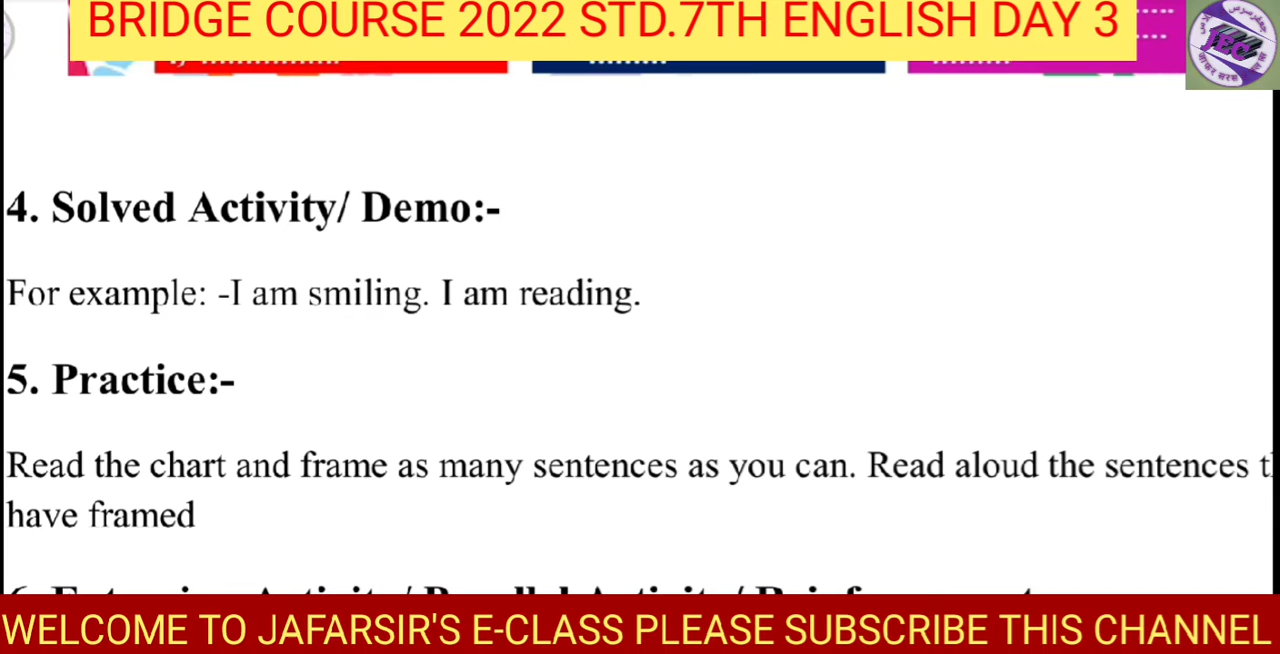 BRIDGE COURSE 2022 STD.7TH ENGLISH DAY 3
JEC
4. Solved Activity/ Demo:-
For example: -I am smiling. I am reading.
5. Practice:-
Read the chart and frame as many sentences as you can. Read aloud the sentences
have framed
WELCOME TO JAFARSIR'S E-CLASS PLEASE SUBSCRIBE THIS CHANNEL